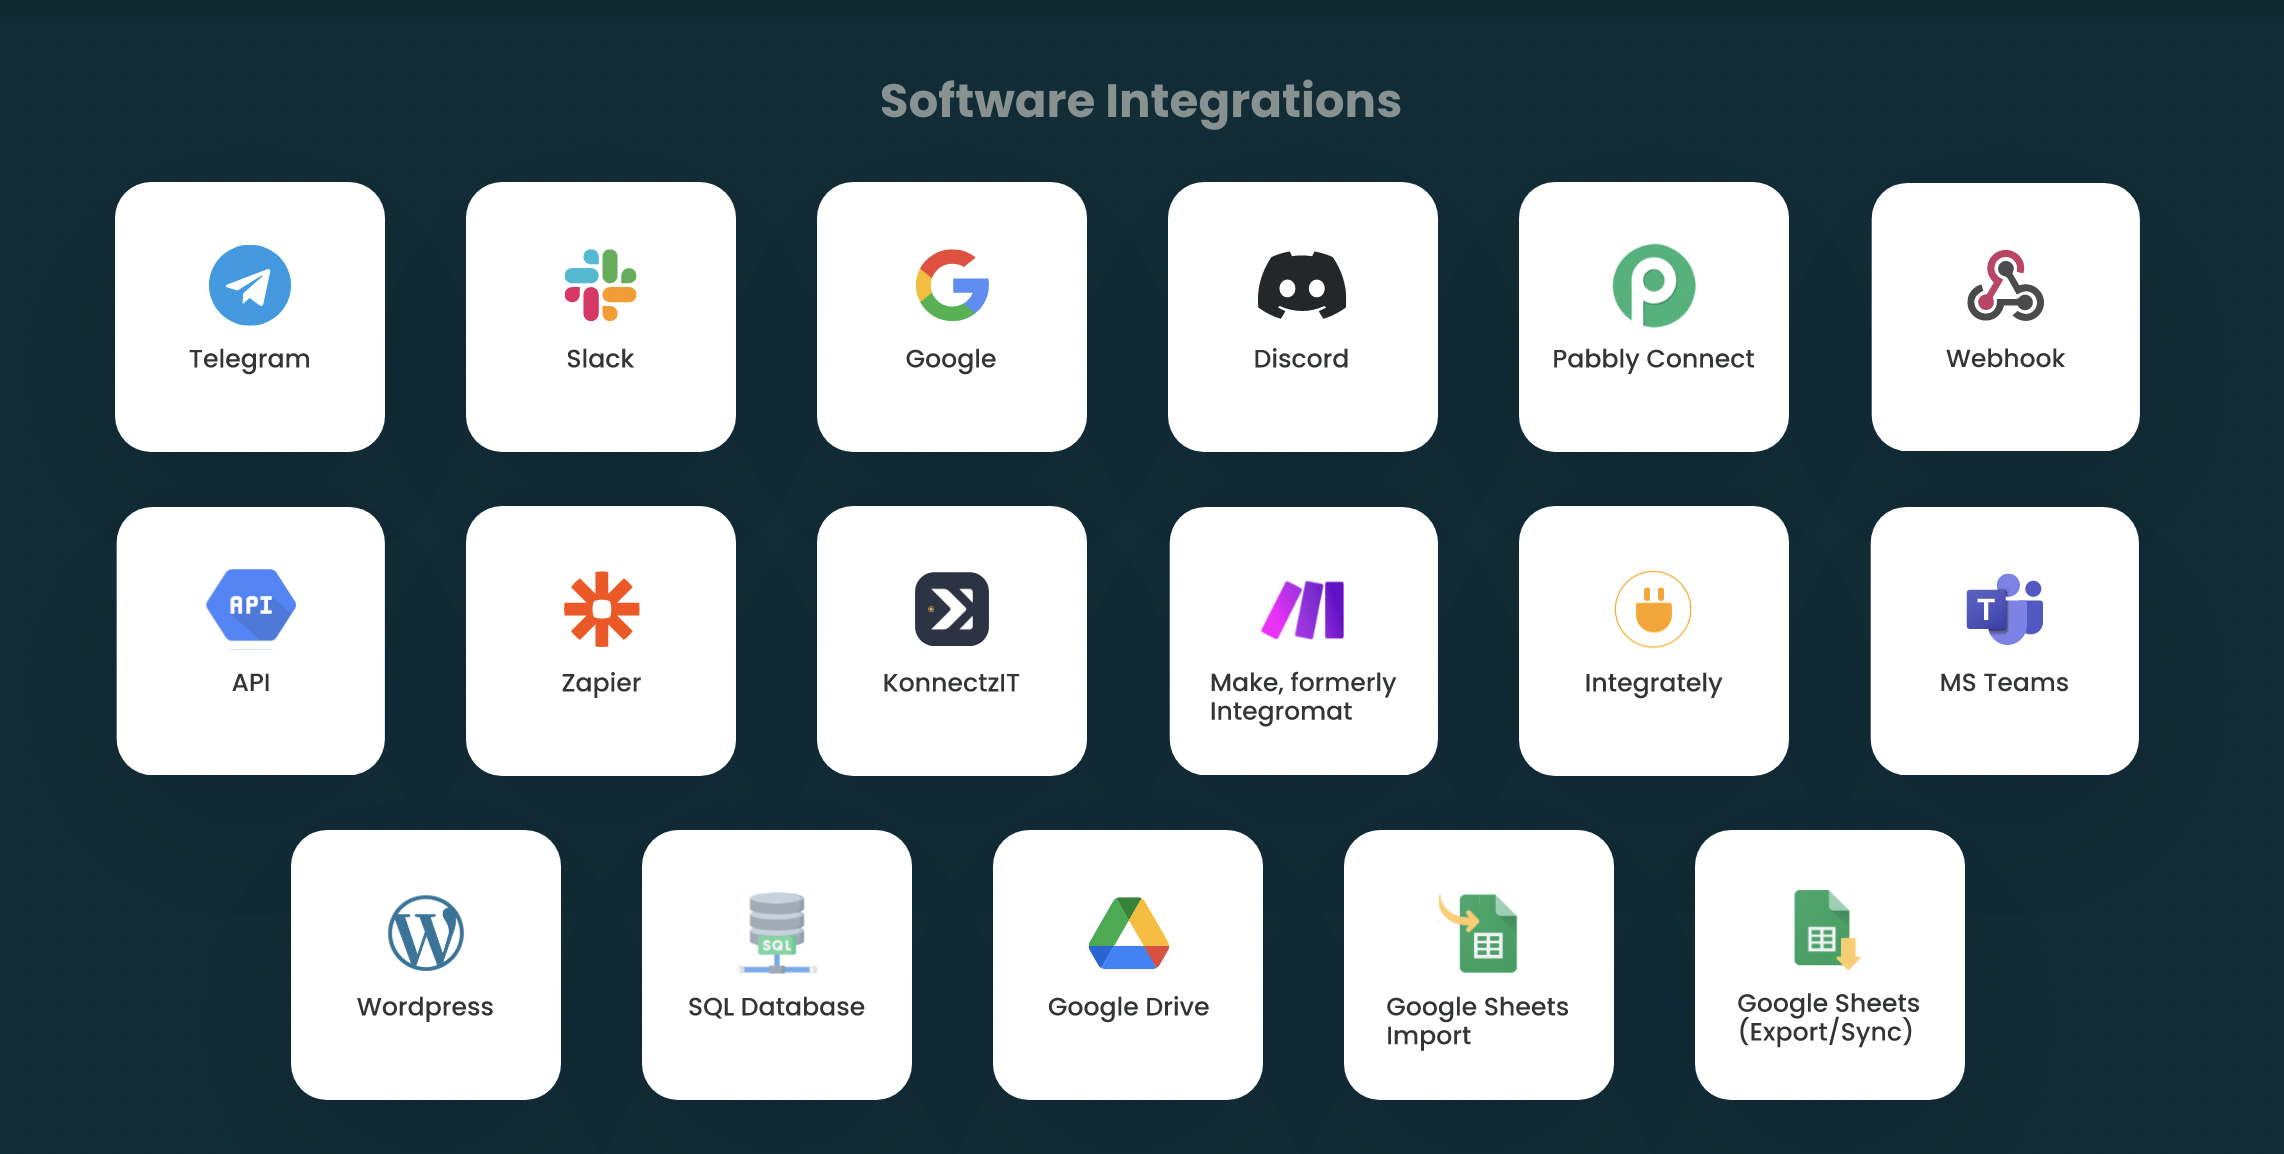 Software Integrations
Telegram
Slack
Google
Discord
Pabbly Connect
Webhook
API
API
Zapier
KonnectzIT
Make, formerly
Integromat
Integrately
T
MS Teams
Wordpress
SQL
SQL Database
Google Drive
Google Sheets
Import
Google Sheets
(Export/Sync)